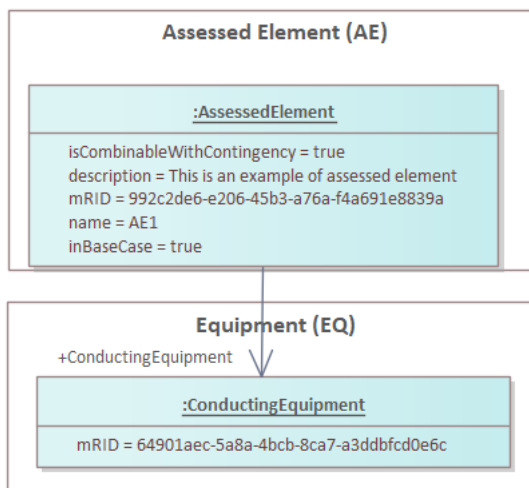 Assessed Element (AE)
:AssessedElement
isCombinableWithContingency = true
description = This is an example of assessed element
mRID = 992c2de6-e206-45b3-a76a-f4a691e8839a
name = AE1
inBaseCase = true
Equipment (EQ)
+ConductingEquipment
:ConductingEquipment
mRID = 64901aec-5a8a-4bcb-8ca7-a3ddbfcd0e6c